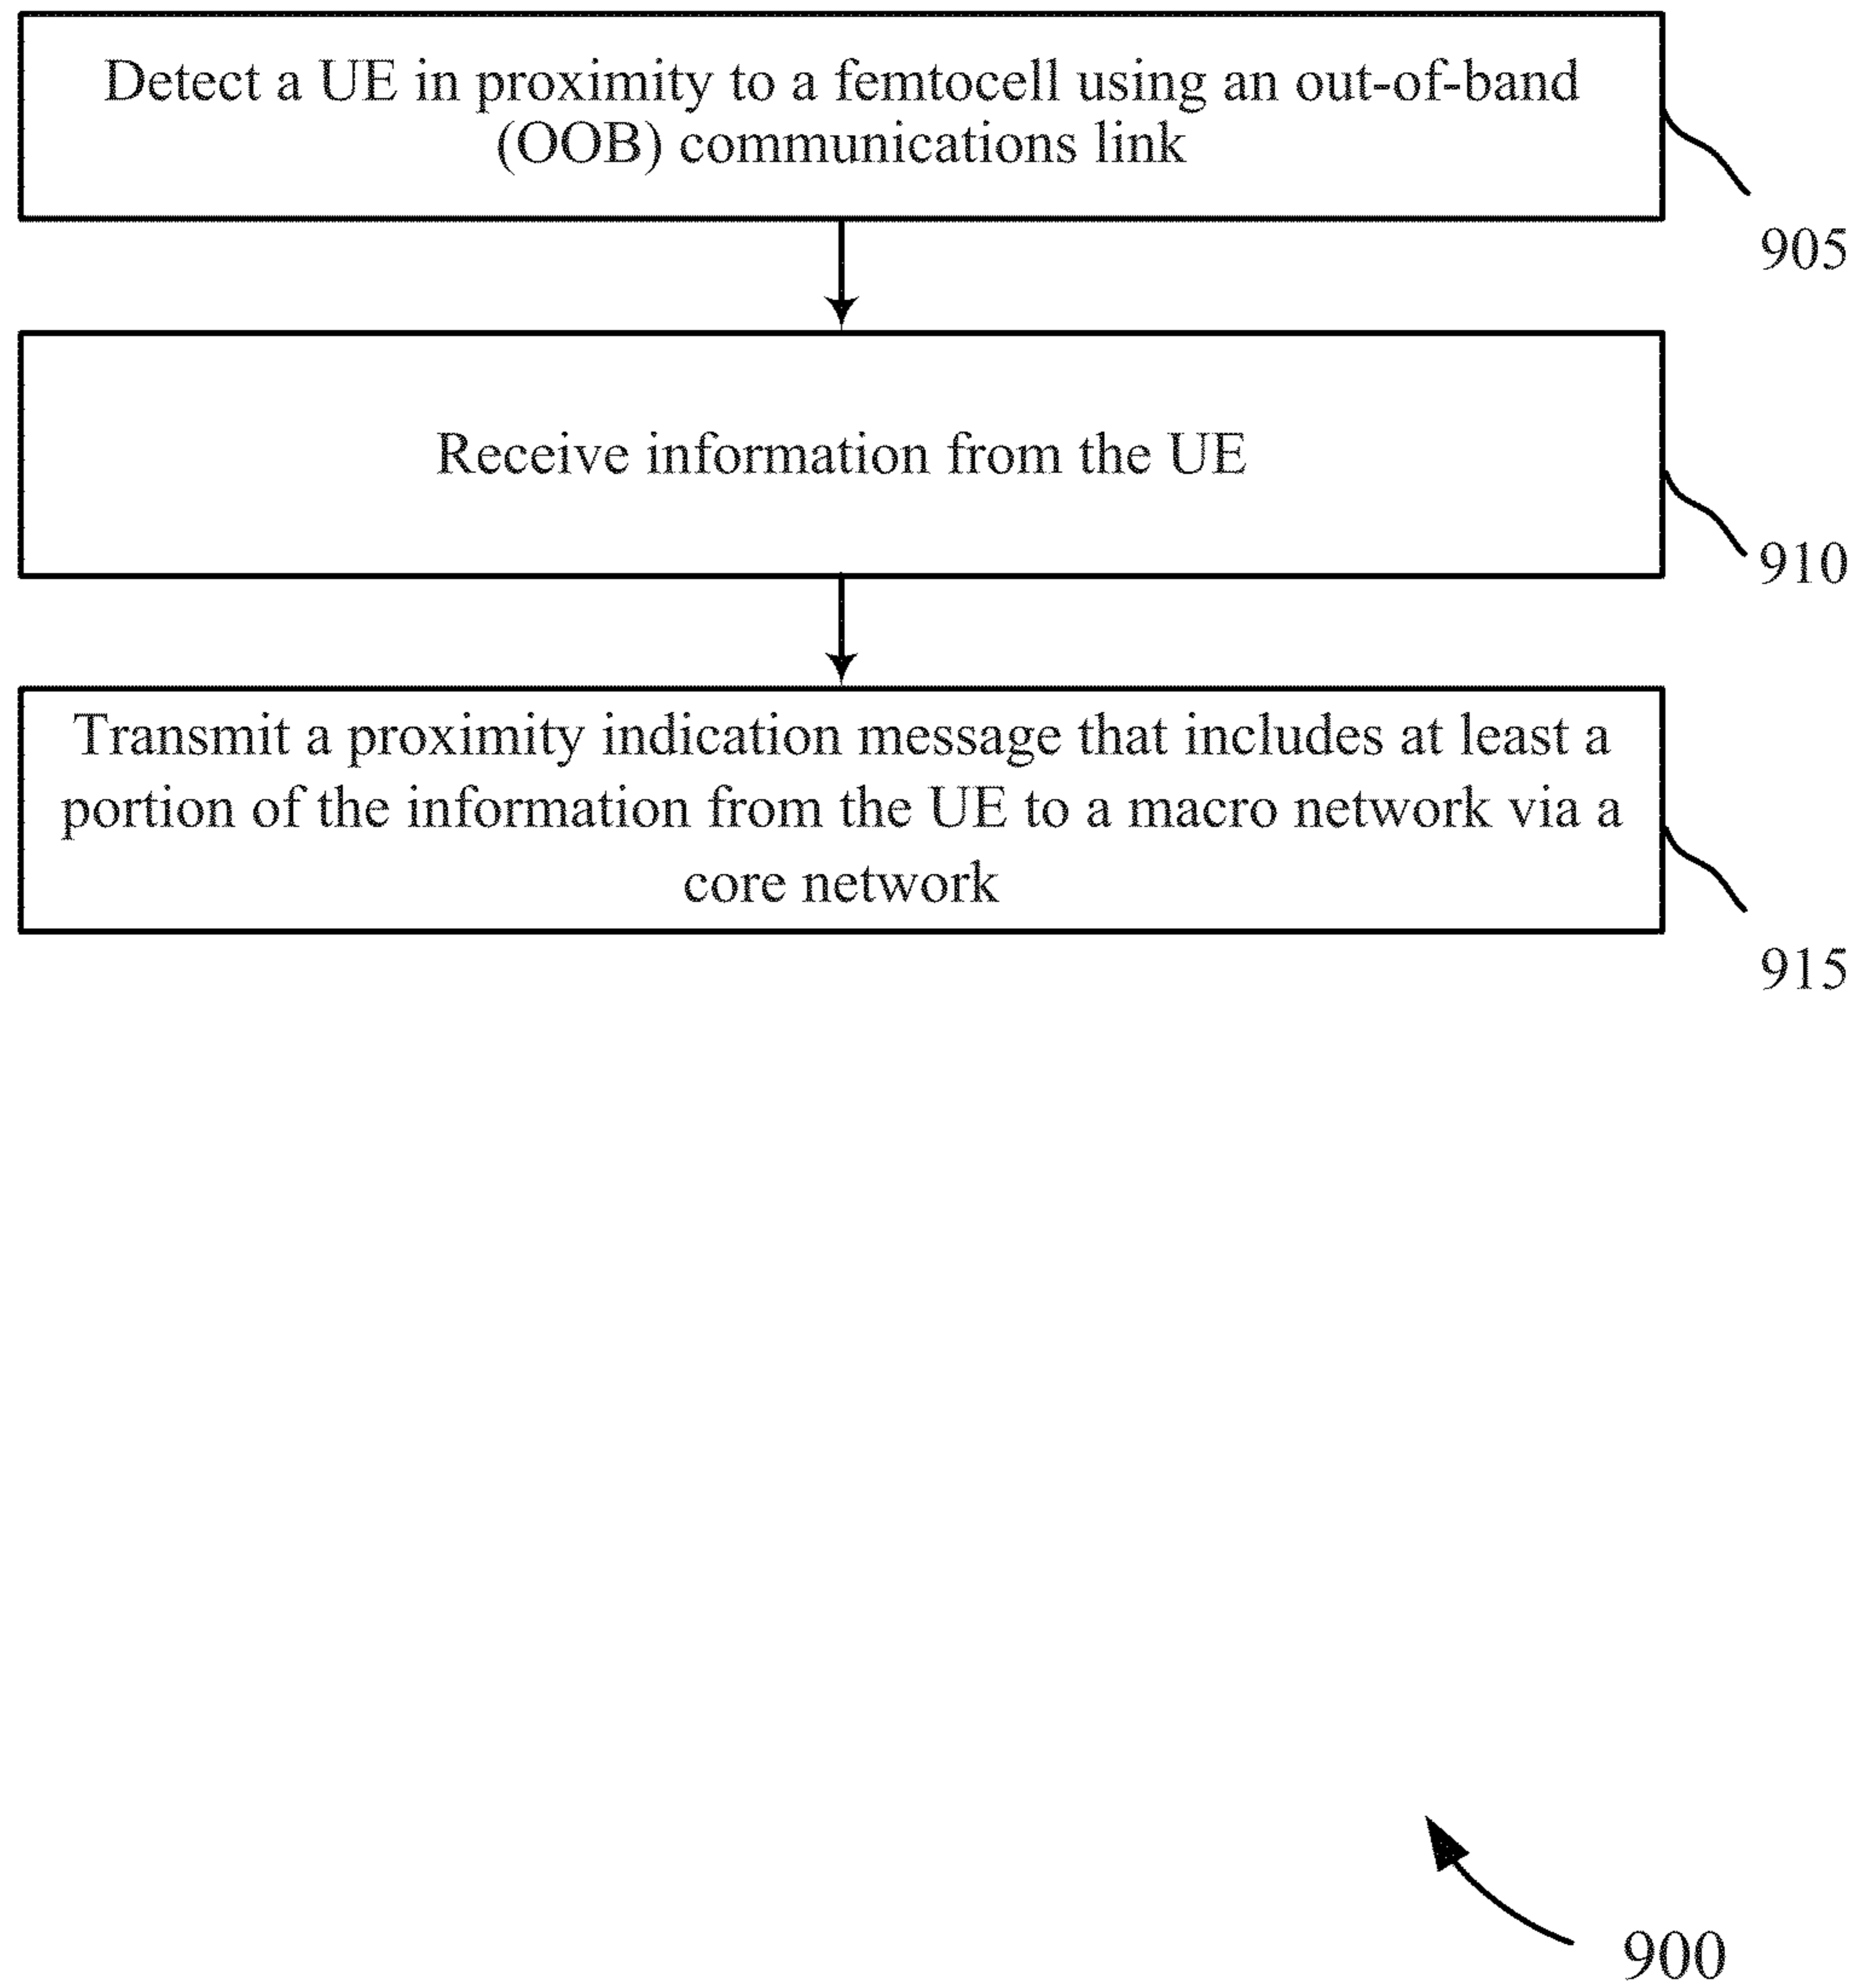 Detect a UE in proximity to a femtocell using an out-of-band
(OOB) communications link
905
Receive information from the UE
910
Transmit a proximity indication message that includes at least a
portion of the information from the UE to a macro network via a
core network
915
900